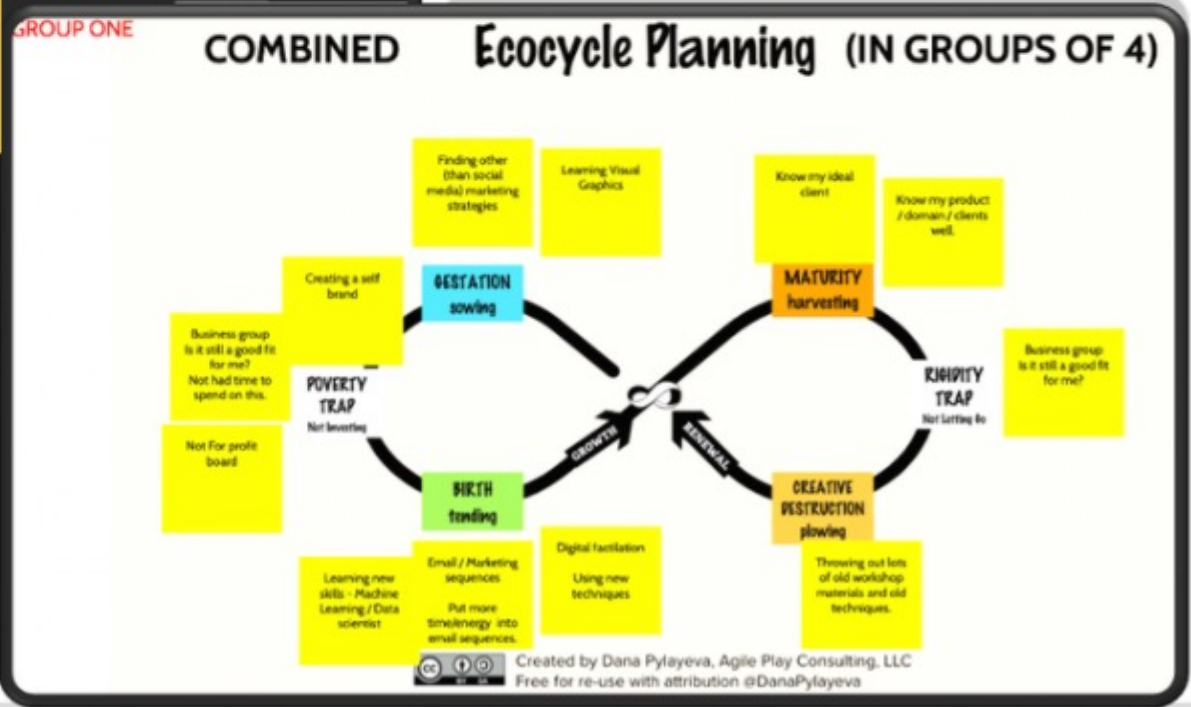 GROUP ONE
COMBINED Ecocycle Planning (IN GROUPS OF 4)
Finding other
(than social
media) marketing
strategies
Learning Visual
Graphics
Know my ideal
client
Know my product
/ domain / clients
well.
Creating a self
brand
GESTATION
sowing
MATURITY
harvesting
Business group
Is it still a good fit
for me?
Not had time to
spend on this.
POVERTY
TRAP
Not Investing
RIGIDITY
TRAP
Not Letting Go
Business group
Is it still a good fit
for me?
Not For profit
board
GROWTH
RENEWAL
BIRTH
tending
CREATIVE
DESTRUCTION
plowing
Learning new
skills - Machine
Learning / Data
scientist
Email / Marketing
sequences
Put more
time/energy into
email sequences.
Digital factilation
Using new
techniques
Throwing out lots
of old workshop
materials and old
techniques.
cc
BY SA
Created by Dana Pylayeva, Agile Play Consulting, LLC
Free for re-use with attribution @DanaPylayeva